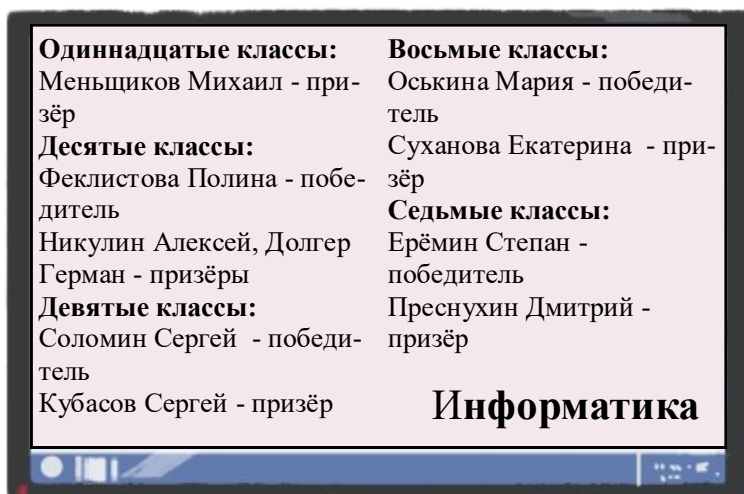 Одиннадцатые классы:
Меньщиков Михаил - при-
зёр
Десятые классы:
Феклистова Полина - побе-
дитель
Никулин Алексей, Долгер
Герман - призёры
Девятые классы:
Соломин Сергей  - победи-
тель
Кубасов Сергей - призёр
Восьмые классы:
Оськина Мария - победи-
тель
Суханова Екатерина  - при-
зёр
Седьмые классы:
Ерёмин Степан -
победитель
Преснухин Дмитрий -
призёр
Информатика